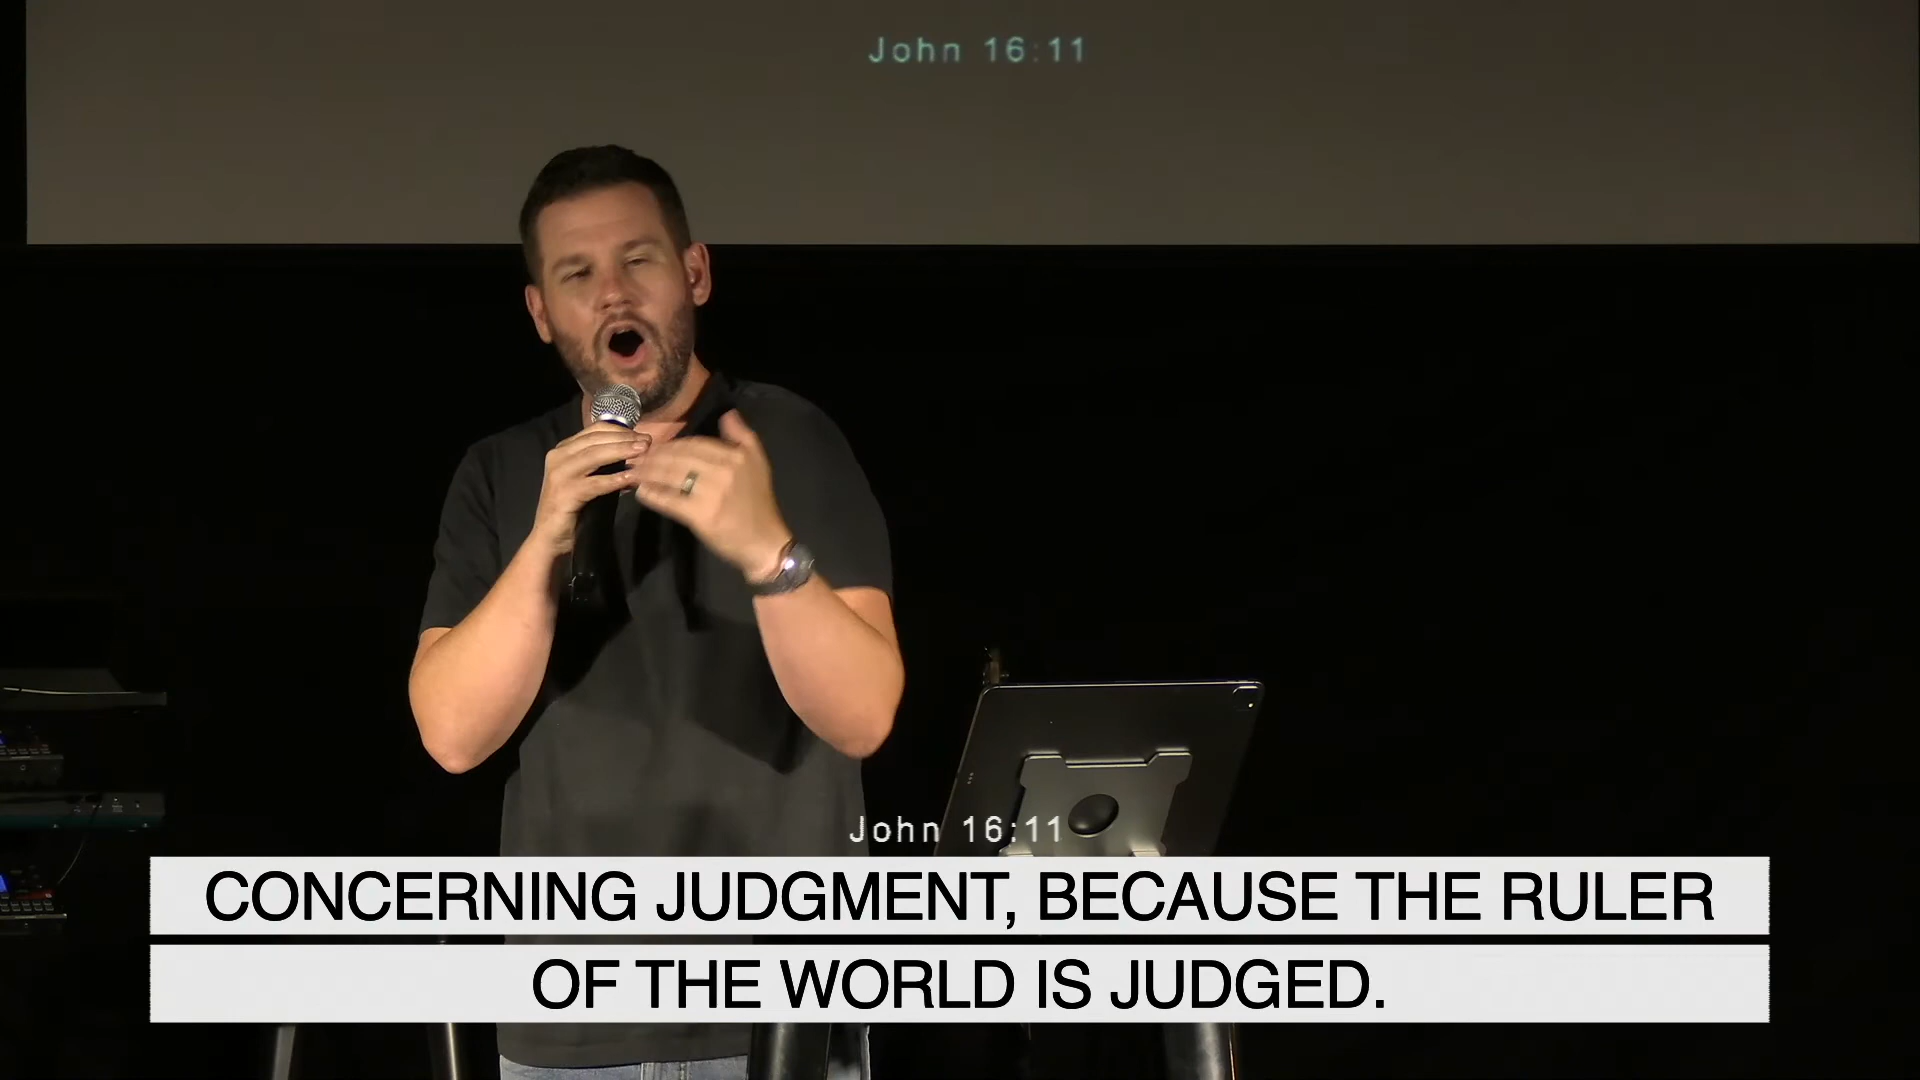 John 16:11
John 16:11
CONCERNING JUDGMENT, BECAUSE THE RULER
OF THE WORLD IS JUDGED.